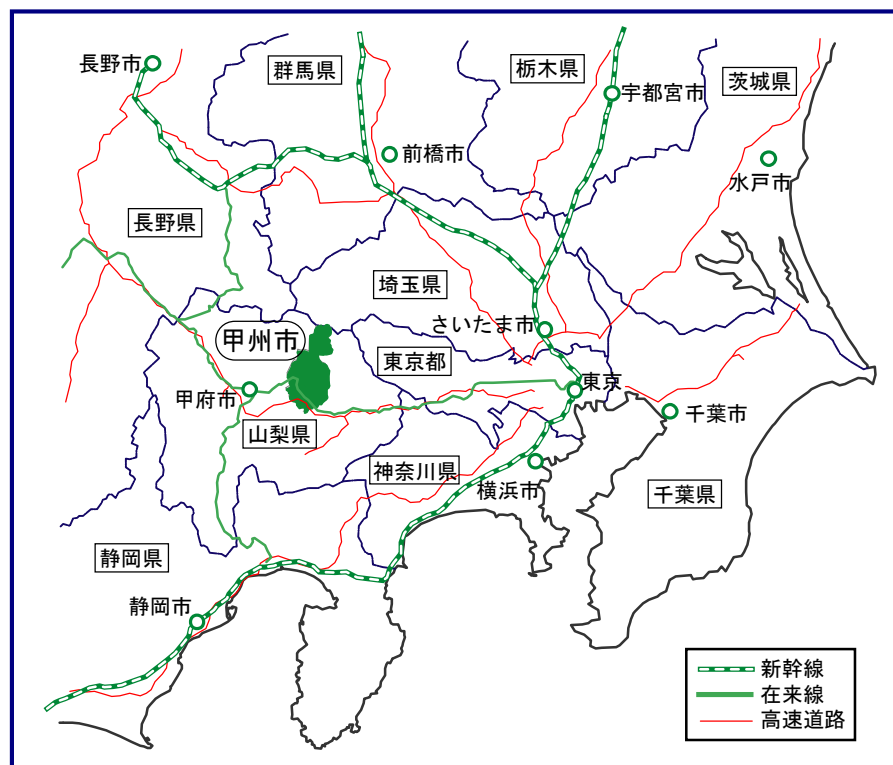 長野市
群馬県
栃木県
茨城県
宇都宮市
前橋市
水戸市
長野県
埼玉県
さいたま市
甲州市
東京都
東京
甲府市
千葉市
山梨県
神奈川県
横浜市
千葉県
静岡県
静岡市
新幹線
在来線
高速道路